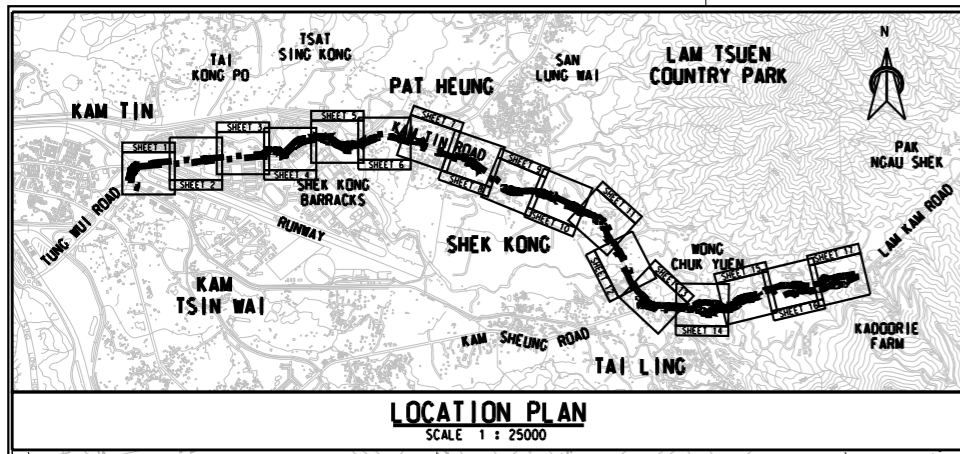 TSAT
SING KONG
TAI
KONG PO
SAN
LUNG WAI
LAM TSUEN
COUNTRY PARK
N
PAT HEUNG
KAM TIN
SHEET 1
SHEET 2
SHEET 3
SHEET 4
SHEET 5
SHEET 6
SHEET 7
KAM TIN ROAD
SHEET 8
SHEET 9
SHEET 10
PAK
NGAU SHEK
SHEK KONG
BARRACKS
TUNG WUI ROAD
RUNWAY
SHEK KONG
LAM KAM ROAD
WONG
CHUK YUEN
SHEET 12
SHEET 14
SHEET 15
SHEET 16
SHEET 17
KAM
TSIN WAI
KAM SHEUNG ROAD
TAI LING
KADOORIE
FARM
LOCATION PLAN
SCALE 1 : 25000